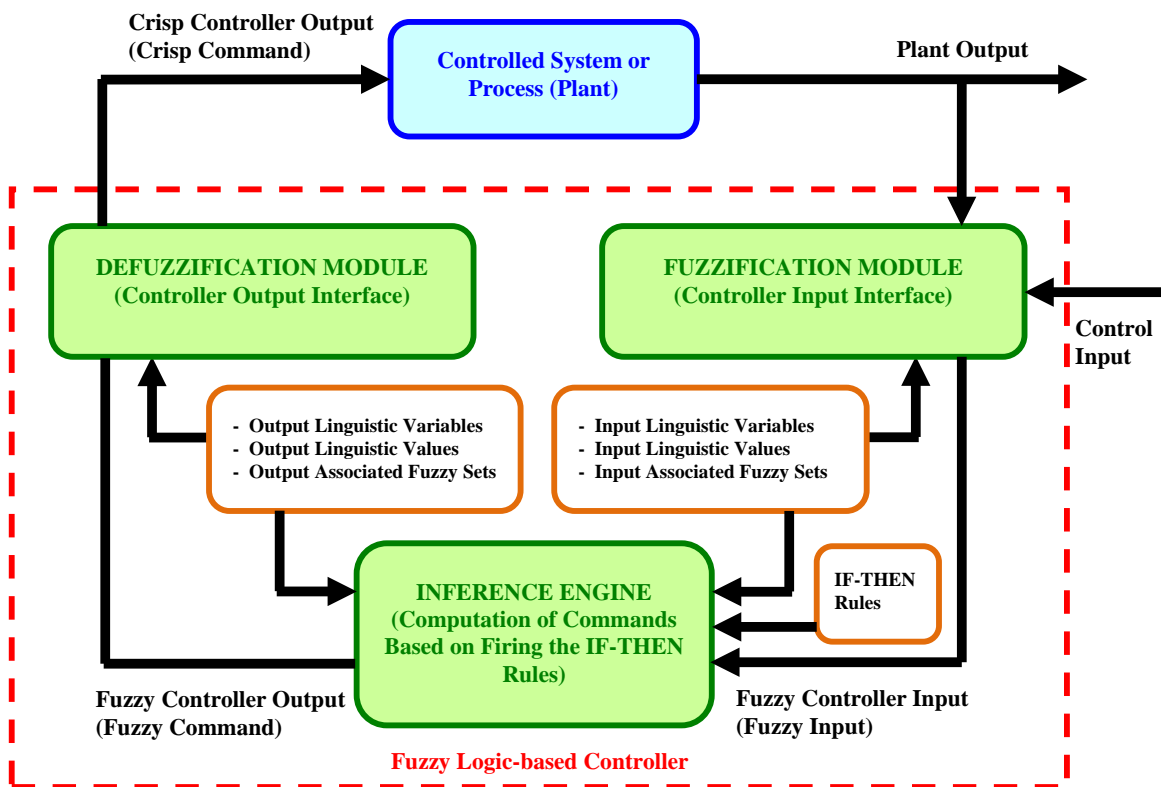 Crisp Controller Output
(Crisp Command)
Controlled System or
Process (Plant)
Plant Output
DEFUZZIFICATION MODULE
(Controller Output Interface)
FUZZIFICATION MODULE
(Controller Input Interface)
Control
Input
- Output Linguistic Variables
- Output Linguistic Values
- Output Associated Fuzzy Sets
- Input Linguistic Variables
- Input Linguistic Values
- Input Associated Fuzzy Sets
IF-THEN
Rules
INFERENCE ENGINE
(Computation of Commands
Based on Firing the IF-THEN
Rules)
Fuzzy Controller Output
(Fuzzy Command)
Fuzzy Controller Input
(Fuzzy Input)
Fuzzy Logic-based Controller